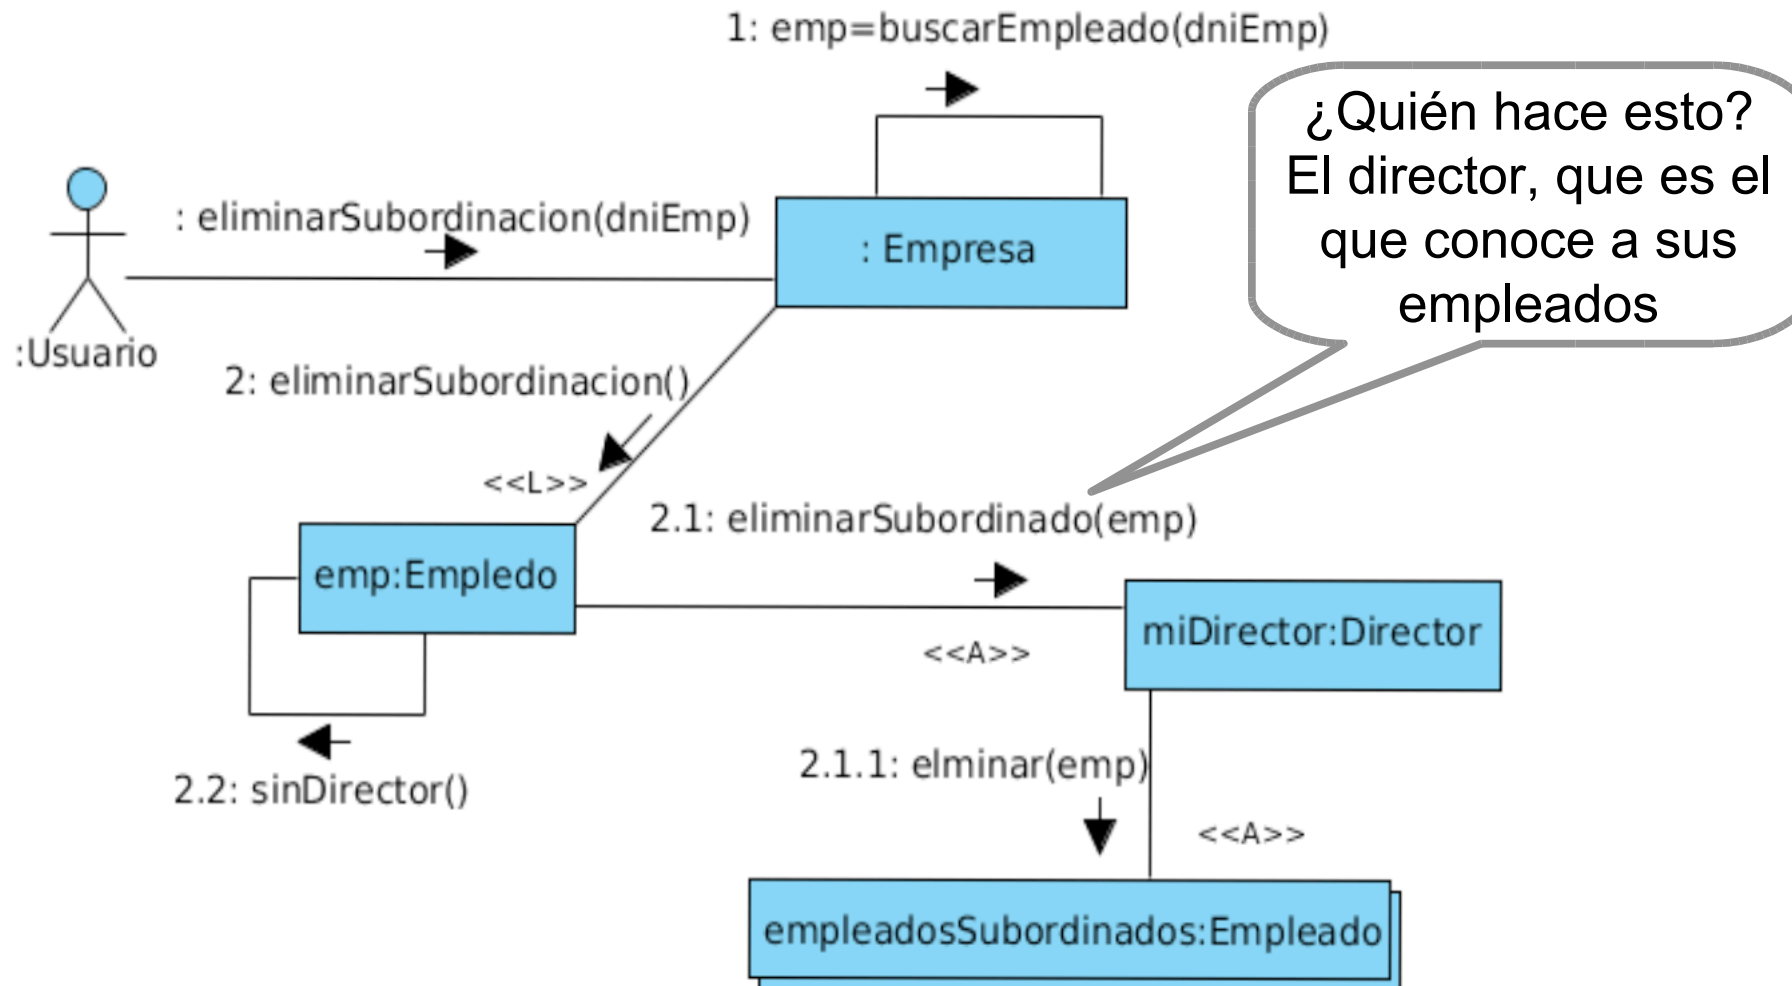 1: emp=buscarEmpleado(dniEmp)
¿Quién hace esto?
El director, que es el
que conoce a sus
empleados
: eliminarSubordinacion(dniEmp)
: Empresa
:Usuario
2: eliminarSubordinacion()
<<L>>
2.1: eliminarSubordinado(emp)
emp:Empledo
miDirector:Director
<<A>>
2.2: sinDirector()
2.1.1: elminar(emp)
<<A>>
empleadosSubordinados:Empleado